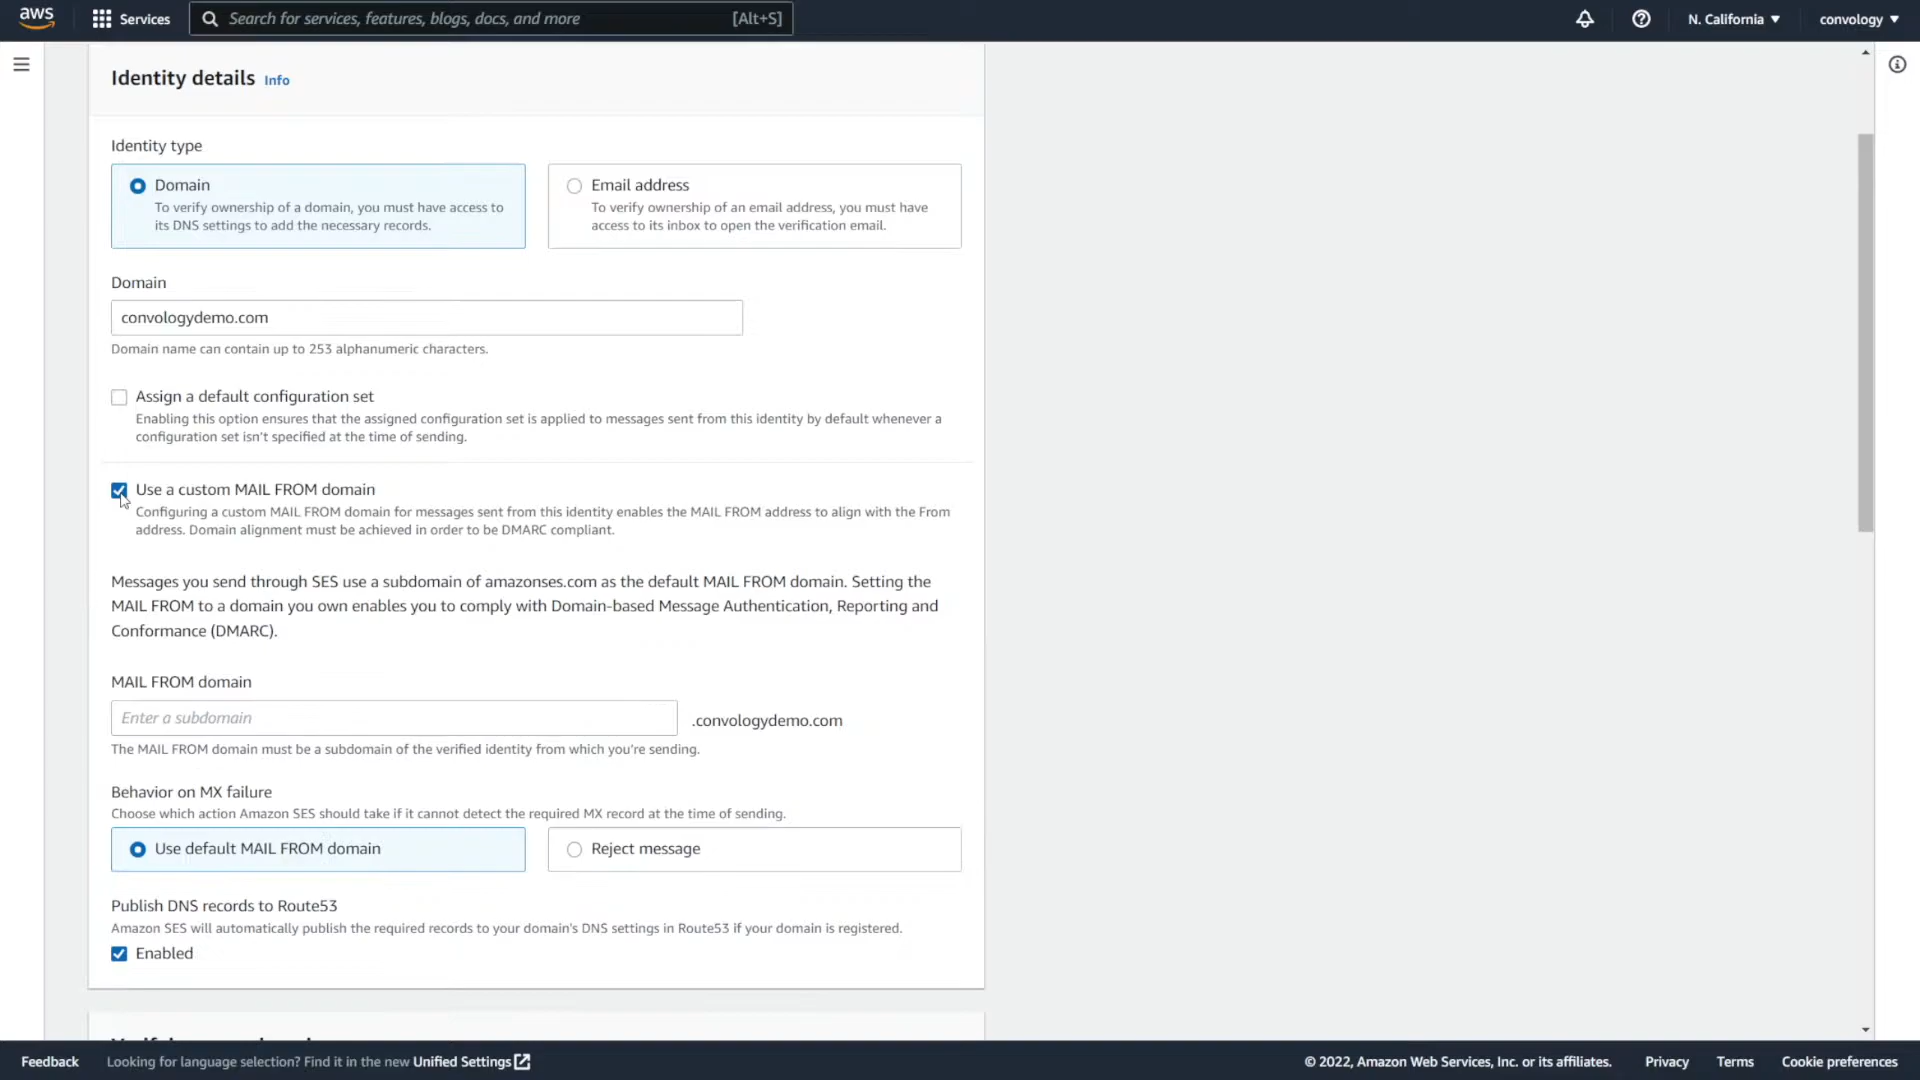 aws
Services
Search for services, features, blogs, docs, and more
[Alt+S]
N. California ▼
convology ▼
Identity details Info
Identity type
Domain
To verify ownership of a domain, you must have access to
its DNS settings to add the necessary records.
Email address
To verify ownership of an email address, you must have
access to its inbox to open the verification email.
Domain
convologydemo.com
Domain name can contain up to 253 alphanumeric characters.
Assign a default configuration set
Enabling this option ensures that the assigned configuration set is applied to messages sent from this identity by default whenever a
configuration set isn't specified at the time of sending.
Use a custom MAIL FROM domain
Configuring a custom MAIL FROM domain for messages sent from this identity enables the MAIL FROM address to align with the From
address. Domain alignment must be achieved in order to be DMARC compliant.
Messages you send through SES use a subdomain of amazonses.com as the default MAIL FROM domain. Setting the
MAIL FROM to a domain you own enables you to comply with Domain-based Message Authentication, Reporting and
Conformance (DMARC).
MAIL FROM domain
Enter a subdomain
.convologydemo.com
The MAIL FROM domain must be a subdomain of the verified identity from which you're sending.
Behavior on MX failure
Choose which action Amazon SES should take if it cannot detect the required MX record at the time of sending.
Use default MAIL FROM domain
Reject message
Publish DNS records to Route53
Amazon SES will automatically publish the required records to your domain's DNS settings in Route53 if your domain is registered.
Enabled
Feedback
Looking for language selection? Find it in the new Unified Settings
© 2022, Amazon Web Services, Inc. or its affiliates.
Privacy
Terms
Cookie preferences